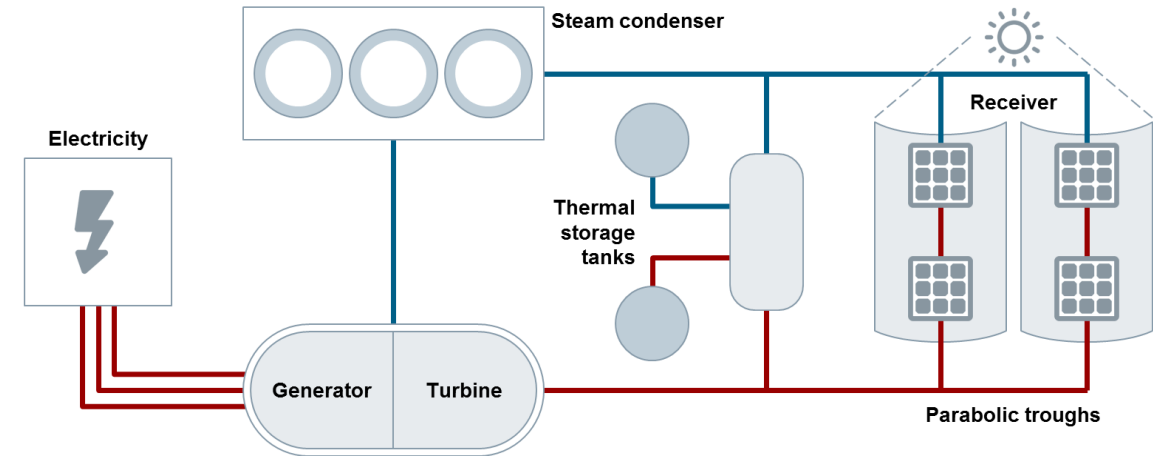 Steam condenser
Receiver
Electricity
Thermal
storage
tanks
Generator
Turbine
Parabolic troughs